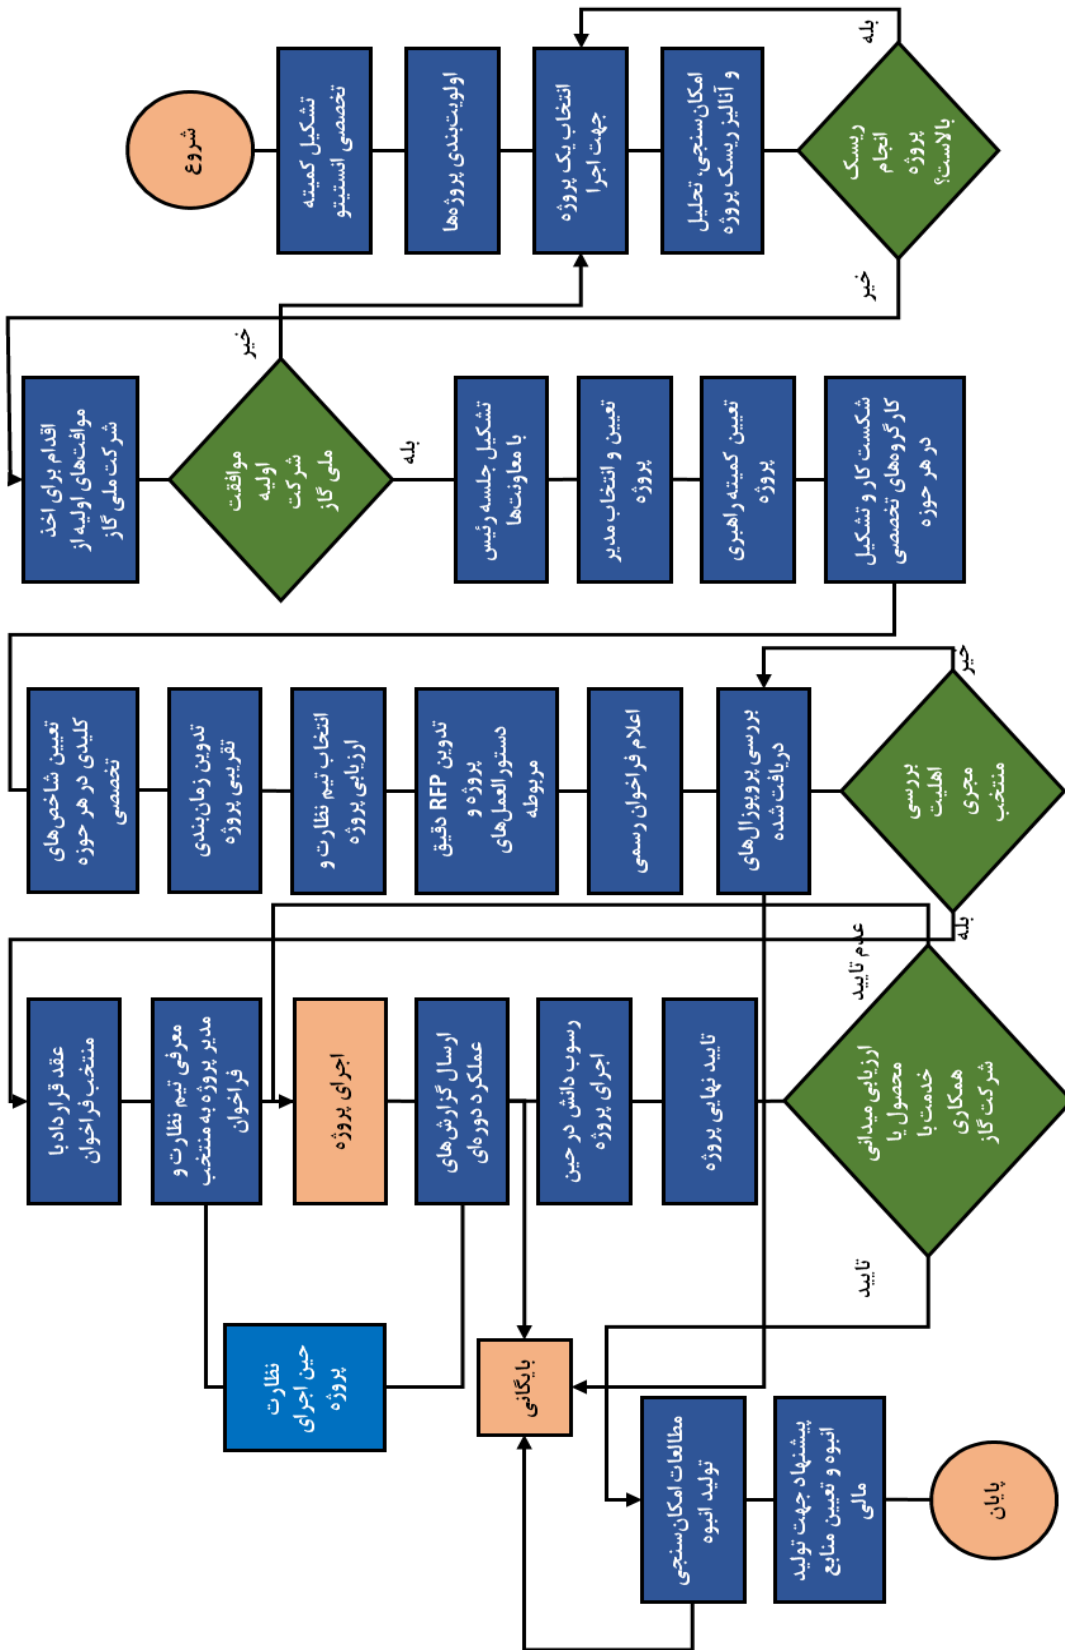 شروع
تشکیل کمیته
تخصصی انستیتو
اولویت‌بندی پروژه‌ها
انتخاب یک پروژه
جهت اجرا
امکان‌سنجی، تحلیل
و آنالیز ریسک پروژه
ریسک
انجام
پروژه
بالاست؟
بله
خیر
اقدام برای اخذ
موافت‌های اولیه از
شرکت ملی گاز
موافقت
اولیه
شرکت
ملی گاز
خیر
بله
تشکیل جلسه رئیس
با معاونت‌ها
تعیین و انتخاب مدیر
پروژه
تعیین کمیته راهبری
پروژه
شکست کار و تشکیل
کارگروه‌های تخصصی
در هر حوزه
تعیین شاخص‌های
کلیدی در هر حوزه
تخصصی
تدوین زمان‌بندی
تقریبی پروژه
انتخاب تیم نظارت و
ارزیابی پروژه
تدوین RFP دقیق
پروژه و
دستورالعمل‌های
مربوطه
اعلام فراخوان رسمی
بررسی پروپوزال‌های
دریافت شده
بررسی
اهلیت
مجری
منتخب
خیر
بله
عقد قرارداد با
منتخب فراخوان
معرفی تیم نظارت و
مدیر پروژه به منتخب
فراخوان
اجرای پروژه
ارسال گزارش‌های
عملکرد دوره‌ای
رسوب دانش در حین
اجرای پروژه
تایید نهایی پروژه
ارزیابی میدانی
محصول یا
خدمت با
همکاری
شرکت گاز
عدم تایید
تایید
نظارت
حین اجرای
پروژه
بایگانی
مطالعات امکان‌سنجی
تولید انبوه
پیشنهاد جهت تولید
انبوه و تعیین منابع
مالی
پایان